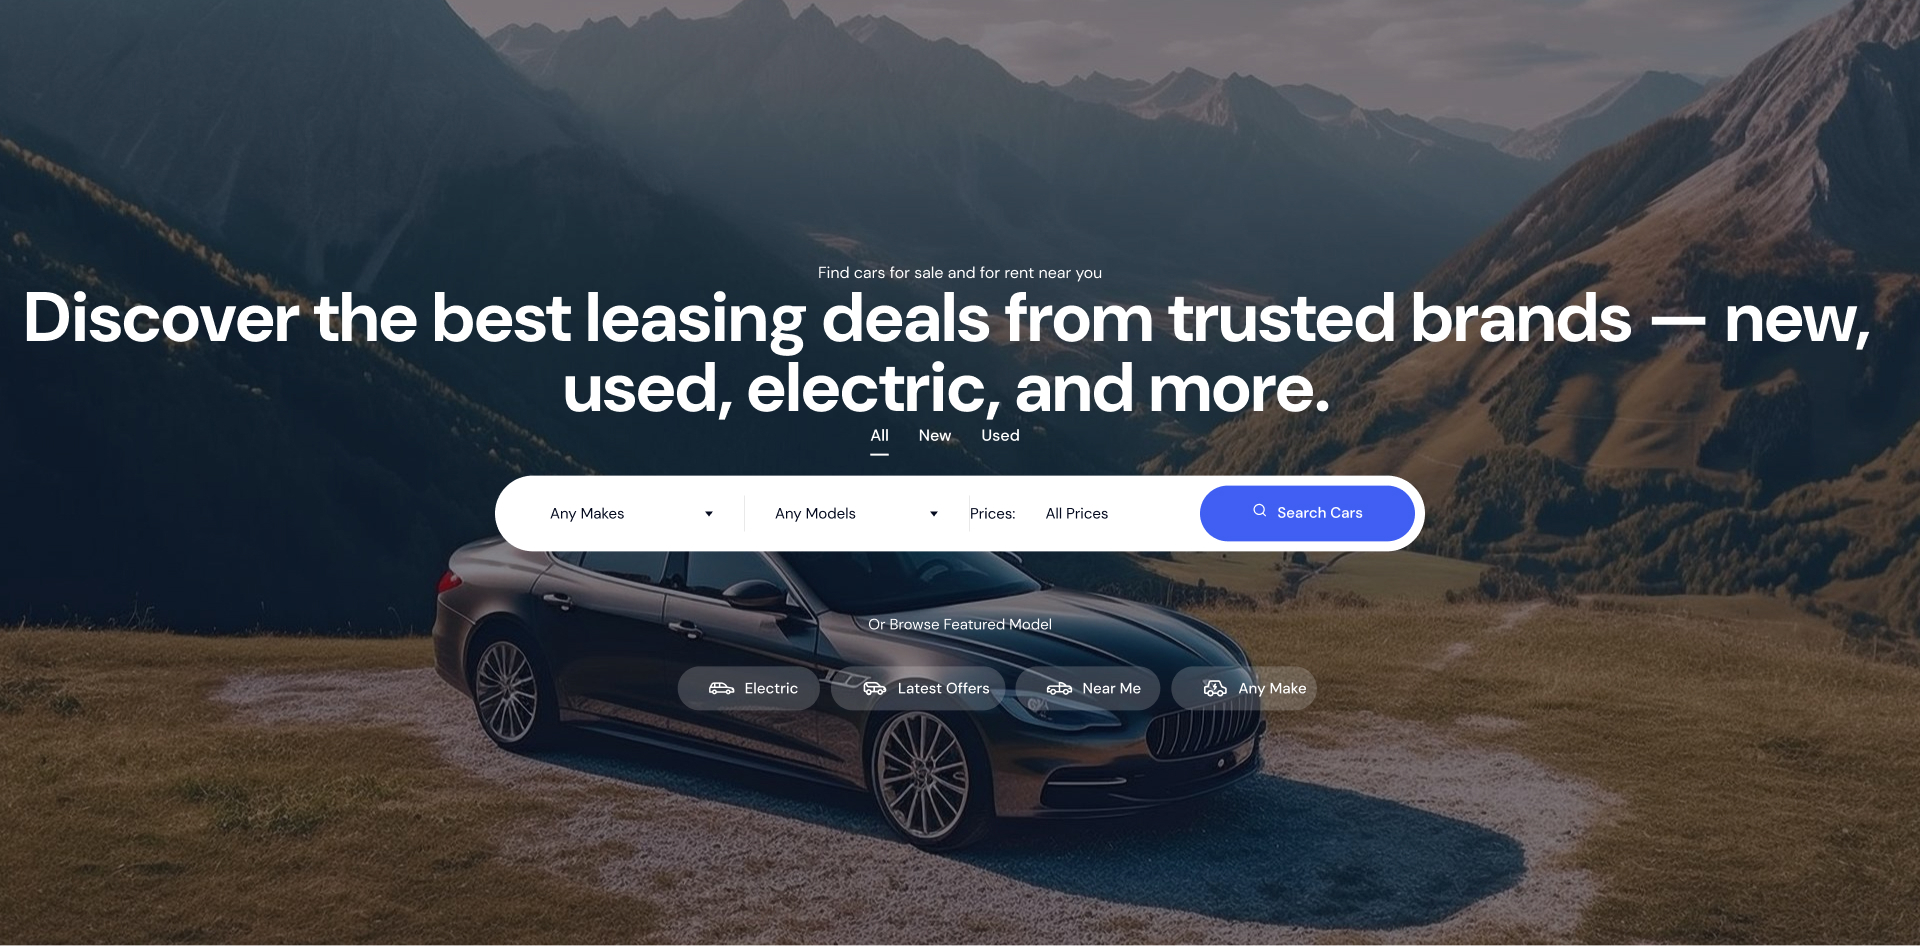 Find cars for sale and for rent near you
Discover the best leasing deals from trusted brands — new,
used, electric, and more.
All New Used
Any Makes Any Models Prices: All Prices Search Cars
Or Browse Featured Model
Electric Latest Offers Near Me Any Make